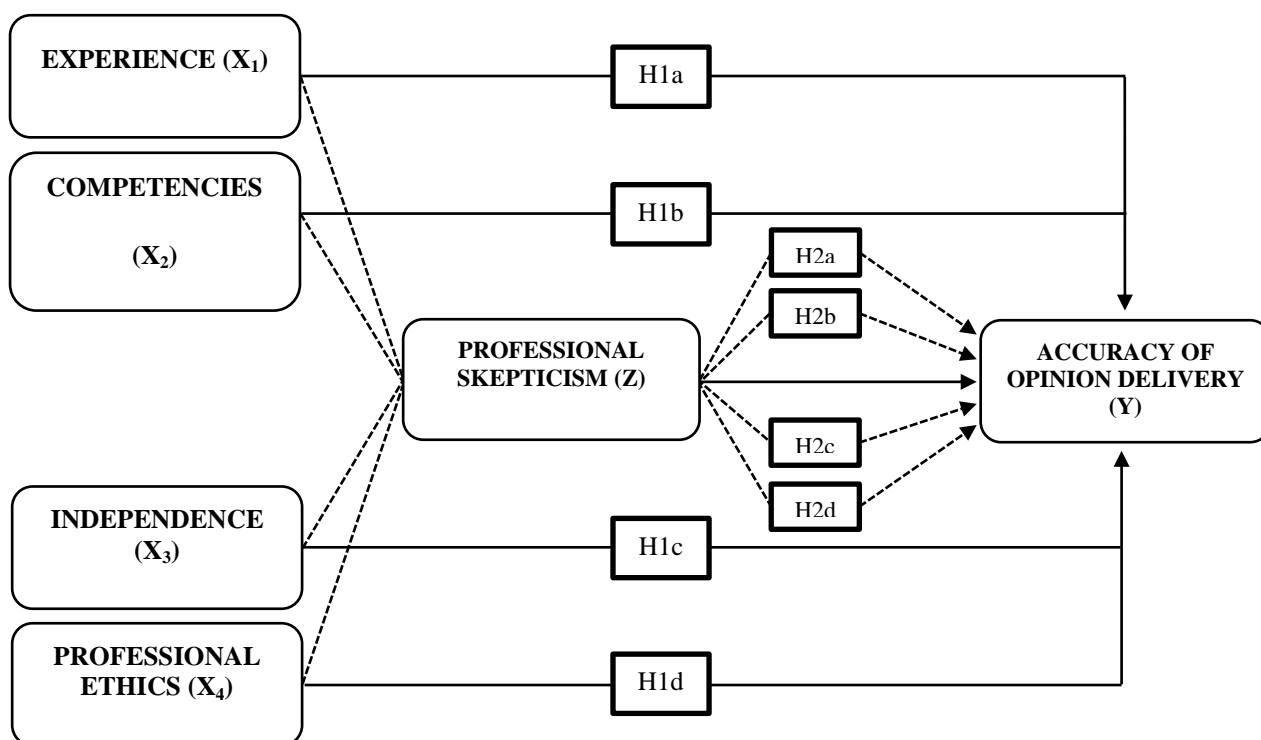 EXPERIENCE (X₁)
H1a
COMPETENCIES
(X₂)
H1b
H2a
H2b
PROFESSIONAL
SKEPTICISM (Z)
ACCURACY OF
OPINION DELIVERY
(Y)
H2c
H2d
INDEPENDENCE
(X₃)
H1c
PROFESSIONAL
ETHICS (X₄)
H1d